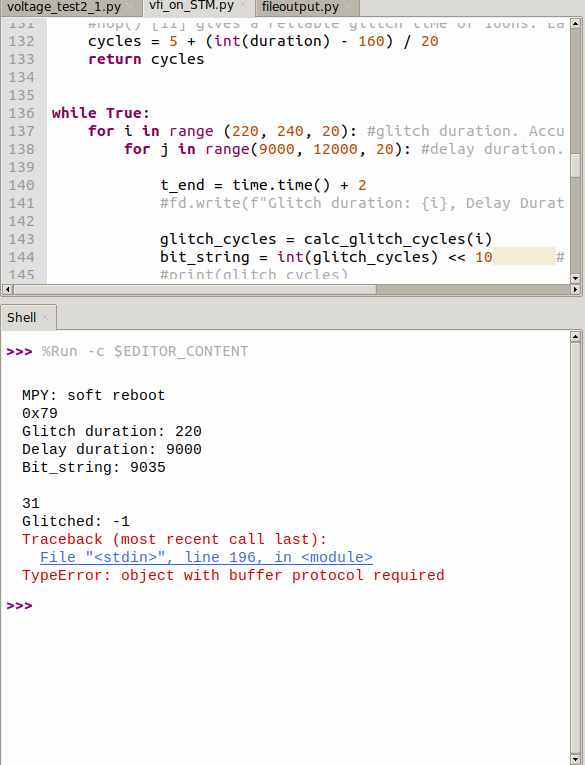 voltage_test2_1.py × vfi_on_STM.py × fileoutput.py ×
131 #nop() [11] gives a reliable glitch time of 100ns. La
132 cycles = 5 + (int(duration) - 160) / 20
133 return cycles
134
135
136 while True:
137 for i in range (220, 240, 20): #glitch duration. Accu
138 for j in range(9000, 12000, 20): #delay duration.
139
140 t_end = time.time() + 2
141 #fd.write(f"Glitch duration: {i}, Delay Durat
142
143 glitch_cycles = calc_glitch_cycles(i)
144 bit_string = int(glitch_cycles) << 10 #
145 #print(glitch_cycles)
Shell ×
>>> %Run -c $EDITOR_CONTENT
MPY: soft reboot
0x79
Glitch duration: 220
Delay duration: 9000
Bit_string: 9035
31
Glitched: -1
Traceback (most recent call last):
File "<stdin>", line 196, in <module>
TypeError: object with buffer protocol required
>>>